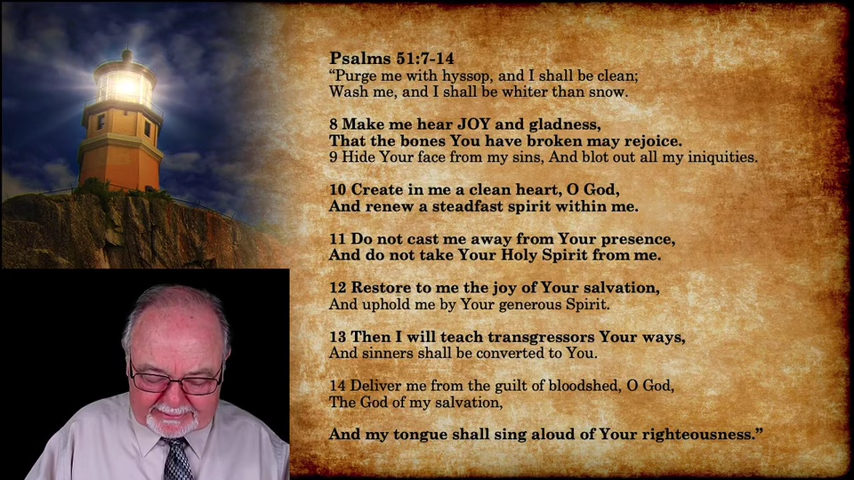 Psalms 51:7-14
“Purge me with hyssop, and I shall be clean;
Wash me, and I shall be whiter than snow.
8 Make me hear JOY and gladness,
That the bones You have broken may rejoice.
9 Hide Your face from my sins, And blot out all my iniquities.
10 Create in me a clean heart, O God,
And renew a steadfast spirit within me.
11 Do not cast me away from Your presence,
And do not take Your Holy Spirit from me.
12 Restore to me the joy of Your salvation,
And uphold me by Your generous Spirit.
13 Then I will teach transgressors Your ways,
And sinners shall be converted to You.
14 Deliver me from the guilt of bloodshed, O God,
The God of my salvation,
And my tongue shall sing aloud of Your righteousness.”